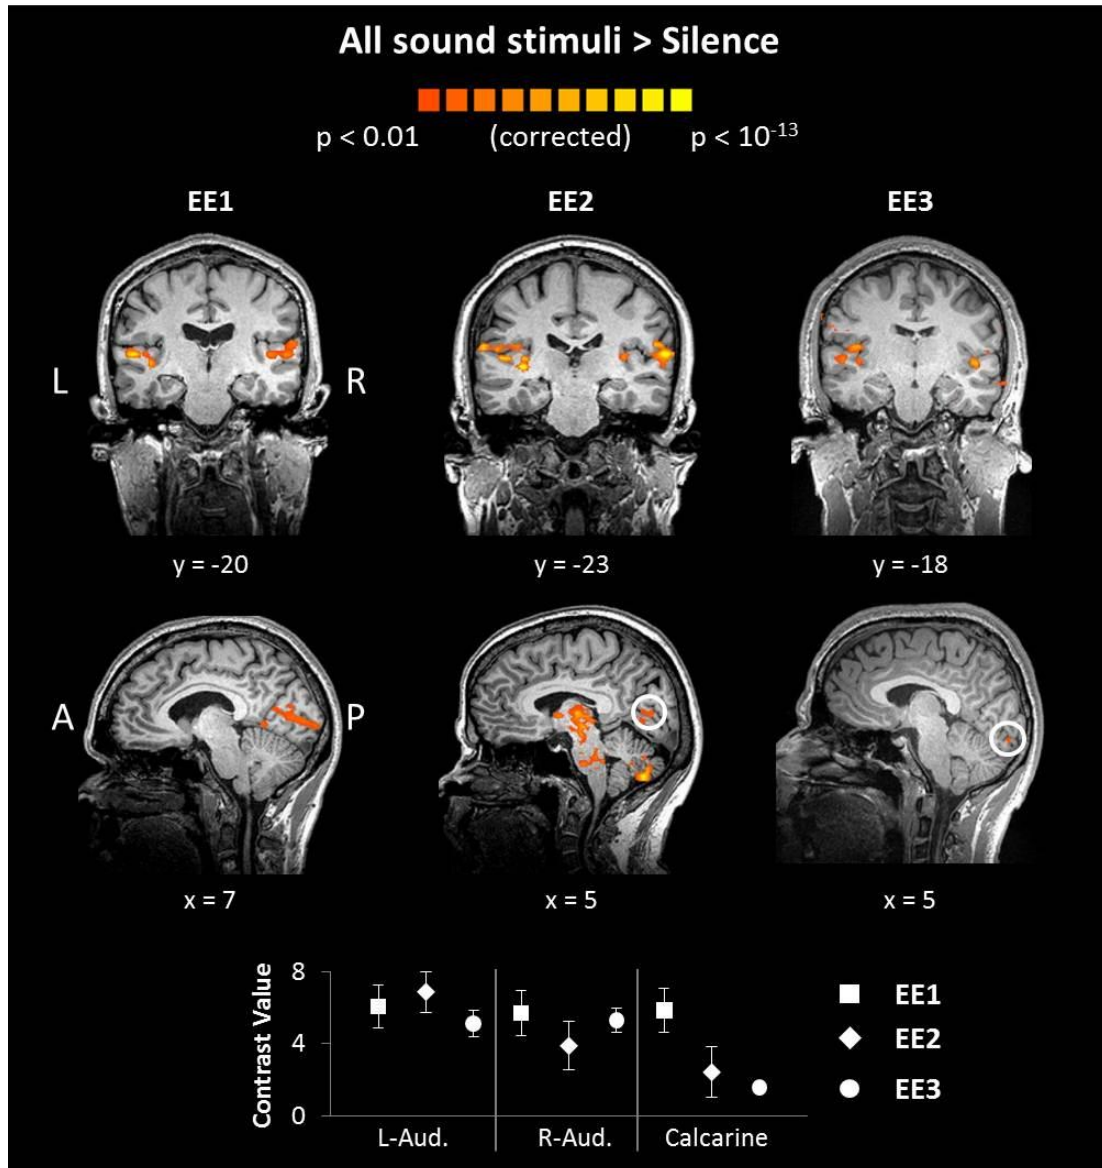 All sound stimuli > Silence
p < 0.01 (corrected) p < 10⁻¹³
EE1 EE2 EE3
L R
y = -20 y = -23 y = -18
A P
x = 7 x = 5 x = 5
Contrast Value
8
4
0
L-Aud. R-Aud. Calcarine
EE1
EE2
EE3